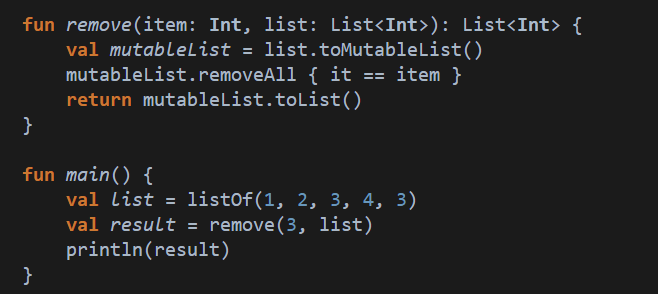 fun remove(item: Int, list: List<Int>): List<Int> {
    val mutableList = list.toMutableList()
    mutableList.removeAll { it == item }
    return mutableList.toList()
}

fun main() {
    val list = listOf(1, 2, 3, 4, 3)
    val result = remove(3, list)
    println(result)
}